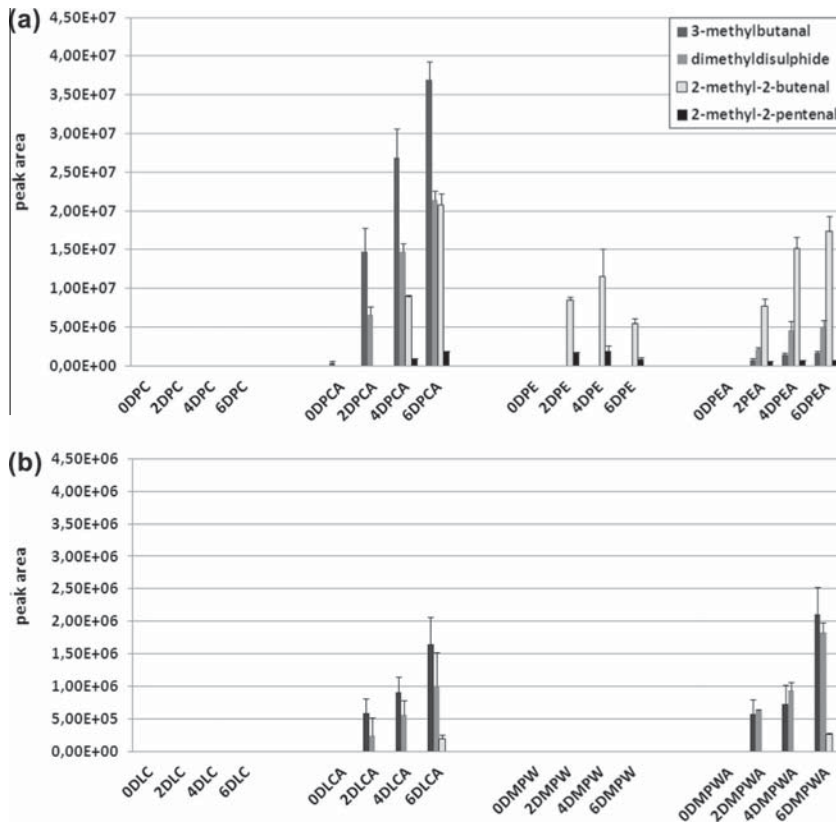 (a)
4,50E+07
4,00E+07
3,50E+07
3,00E+07
2,50E+07
2,00E+07
1,50E+07
1,00E+07
5,00E+06
0,00E+00
peak area
3-methylbutanal
dimethyldisulphide
2-methyl-2-butenal
2-methyl-2-pentenal
0DPC 2DPC 4DPC 6DPC 0DPCA 2DPCA 4DPCA 6DPCA 0DPE 2DPE 4DPE 6DPE 0DPEA 2PEA 4DPEA 6DPEA
(b)
4,50E+06
4,00E+06
3,50E+06
3,00E+06
2,50E+06
2,00E+06
1,50E+06
1,00E+06
5,00E+05
0,00E+00
peak area
0DLC 2DLC 4DLC 6DLC 0DLCA 2DLCA 4DLCA 6DLCA 0DMPW 2DMPW 4DMPW 6DMPW 0DMPWA 2DMPWA 4DMPWA 6DMPWA